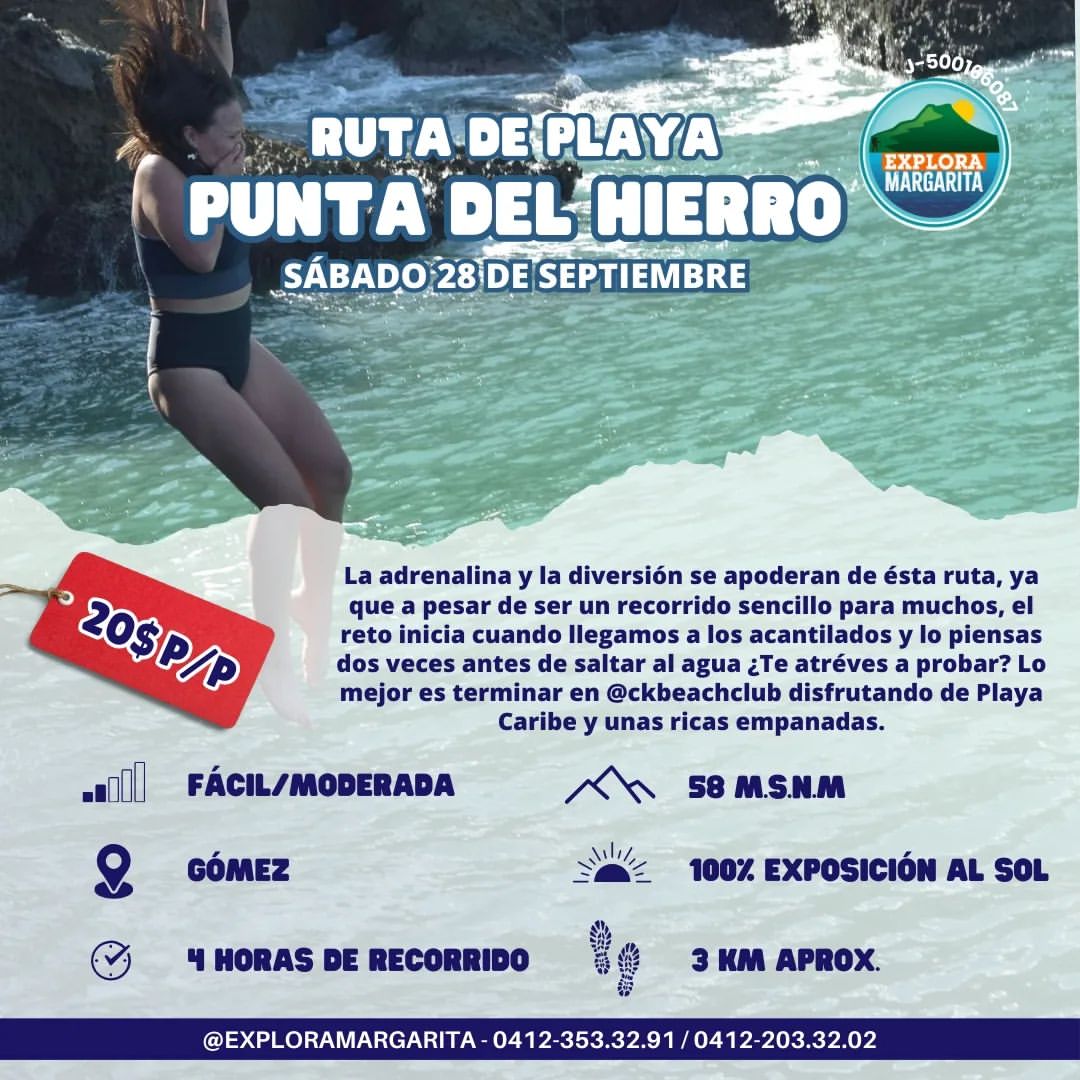 J-500186087
EXPLORA
MARGARITA
RUTA DE PLAYA
PUNTA DEL HIERRO
SÁBADO 28 DE SEPTIEMBRE
20$ P/P
La adrenalina y la diversión se apoderan de ésta ruta, ya
que a pesar de ser un recorrido sencillo para muchos, el
reto inicia cuando llegamos a los acantilados y lo piensas
dos veces antes de saltar al agua ¿Te atréves a probar? Lo
mejor es terminar en @ckbeachclub disfrutando de Playa
Caribe y unas ricas empanadas.
FÁCIL/MODERADA
58 M.S.N.M
GÓMEZ
100% EXPOSICIÓN AL SOL
4 HORAS DE RECORRIDO
3 KM APROX.
@EXPLORAMARGARITA - 0412-353.32.91 / 0412-203.32.02